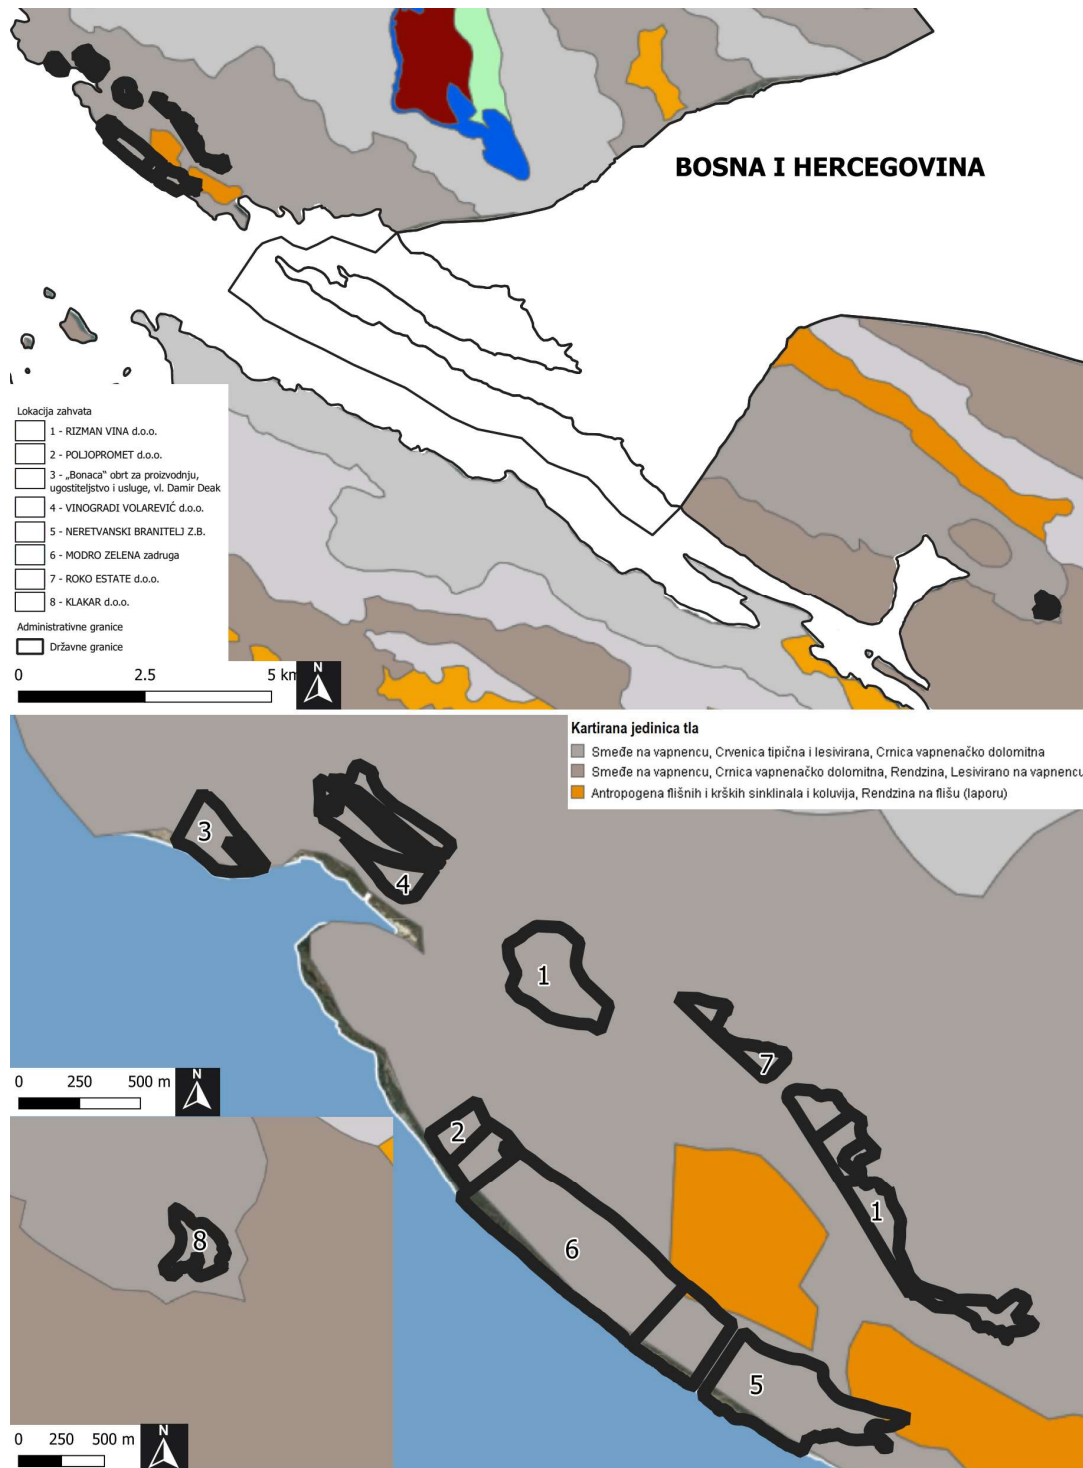 BOSNA I HERCEGOVINA
Lokacija zahvata
1 - RIZMAN VINA d.o.o.
2 - POLJOPROMET d.o.o.
3 - „Bonaca“ obrt za proizvodnju,
ugostiteljstvo i usluge, vl. Damir Deak
4 - VINOGRADI VOLAREVIĆ d.o.o.
5 - NERETVANSKI BRANITELJ Z.B.
6 - MODRO ZELENA zadruga
7 - ROKO ESTATE d.o.o.
8 - KLAKAR d.o.o.
Administrativne granice
Državne granice
0 2.5 5 km
N
Kartirana jedinica tla
Smeđe na vapnencu, Crvenica tipična i lesivirana, Crnica vapnenačko dolomitna
Smeđe na vapnencu, Crnica vapnenačko dolomitna, Rendzina, Lesivirano na vapnencu
Antropogena flišnih i krških sinklinala i koluvija, Rendzina na flišu (laporu)
3
4
1
7
2
1
6
5
0 250 500 m
N
8
0 250 500 m
N